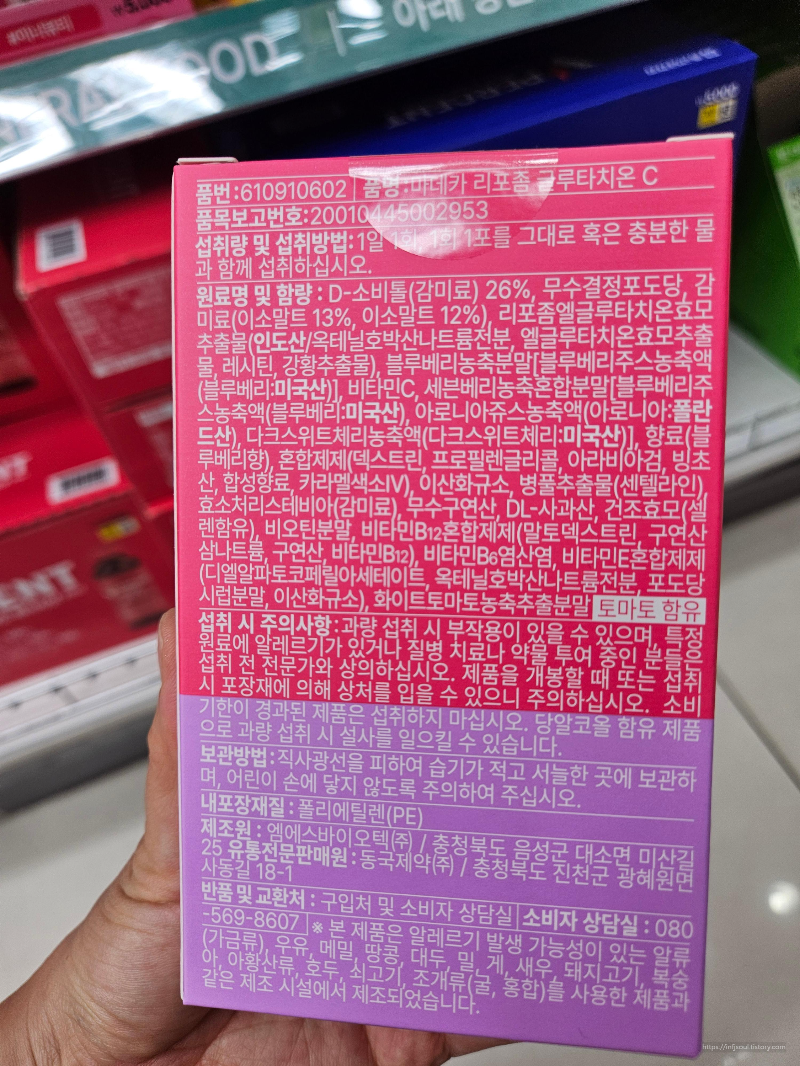 #미니뷰티
아래
품번:610910602 품명:마데카 리포좀 글루타치온 C
품목보고번호:20010445002953
섭취량 및 섭취방법:1일 1회, 1회 1포를 그대로 혹은 충분한 물
과 함께 섭취하십시오.
원료명 및 함량 : D-소비톨(감미료) 26%, 무수결정포도당, 감
미료(이소말트 13%, 이소말트 12%), 리포좀엘글루타치온효모
추출물(인도산/옥테닐호박산나트륨전분, 엘글루타치온효모추출
물, 레시틴, 강황추출물), 블루베리농축분말[블루베리주스농축액
(블루베리:미국산)], 비타민C, 세븐베리농축혼합분말[블루베리주
스농축액(블루베리:미국산), 아로니아쥬스농축액(아로니아:폴란
드산), 다크스위트체리농축액(다크스위트체리:미국산)], 향료(블
루베리향), 혼합제제(덱스트린, 프로필렌글리콜, 아라비아검, 빙초
산, 합성향료, 카라멜색소IV), 이산화규소, 병풀추출물(센텔라인),
효소처리스테비아(감미료), 무수구연산, DL-사과산, 건조효모(셀
렌함유), 비오틴분말, 비타민B12혼합제제(말토덱스트린, 구연산
삼나트륨, 구연산, 비타민B12), 비타민B6염산염, 비타민E혼합제제
(디엘알파토코페릴아세테이트, 옥테닐호박산나트륨전분, 포도당
시럽분말, 이산화규소), 화이트토마토농축추출분말 토마토 함유
섭취 시 주의사항:과량 섭취 시 부작용이 있을 수 있으며, 특정
원료에 알레르기가 있거나 질병 치료나 약물 투여 중인 분들은
섭취 전 전문가와 상의하십시오. 제품을 개봉할 때 또는 섭취
시 포장재에 의해 상처를 입을 수 있으니 주의하십시오. 소비
기한이 경과된 제품은 섭취하지 마십시오. 당알코올 함유 제품
으로 과량 섭취 시 설사를 일으킬 수 있습니다.
보관방법:직사광선을 피하여 습기가 적고 서늘한 곳에 보관하
며, 어린이 손에 닿지 않도록 주의하여 주십시오.
내포장재질:폴리에틸렌(PE)
제조원 : 엠에스바이오텍(주) / 충청북도 음성군 대소면 미산길
25 유통전문판매원 : 동국제약(주) / 충청북도 진천군 광혜원면
사동길 18-1
반품 및 교환처 : 구입처 및 소비자 상담실 소비자 상담실 : 080
-569-8607 ※ 본 제품은 알레르기 발생 가능성이 있는 알류
(가금류), 우유, 메밀, 땅콩, 대두, 밀, 게, 새우, 돼지고기, 복숭
아, 아황산류, 호두, 쇠고기, 조개류(굴, 홍합)를 사용한 제품과
같은 제조 시설에서 제조되었습니다.
https://infjsoul.tistory.com